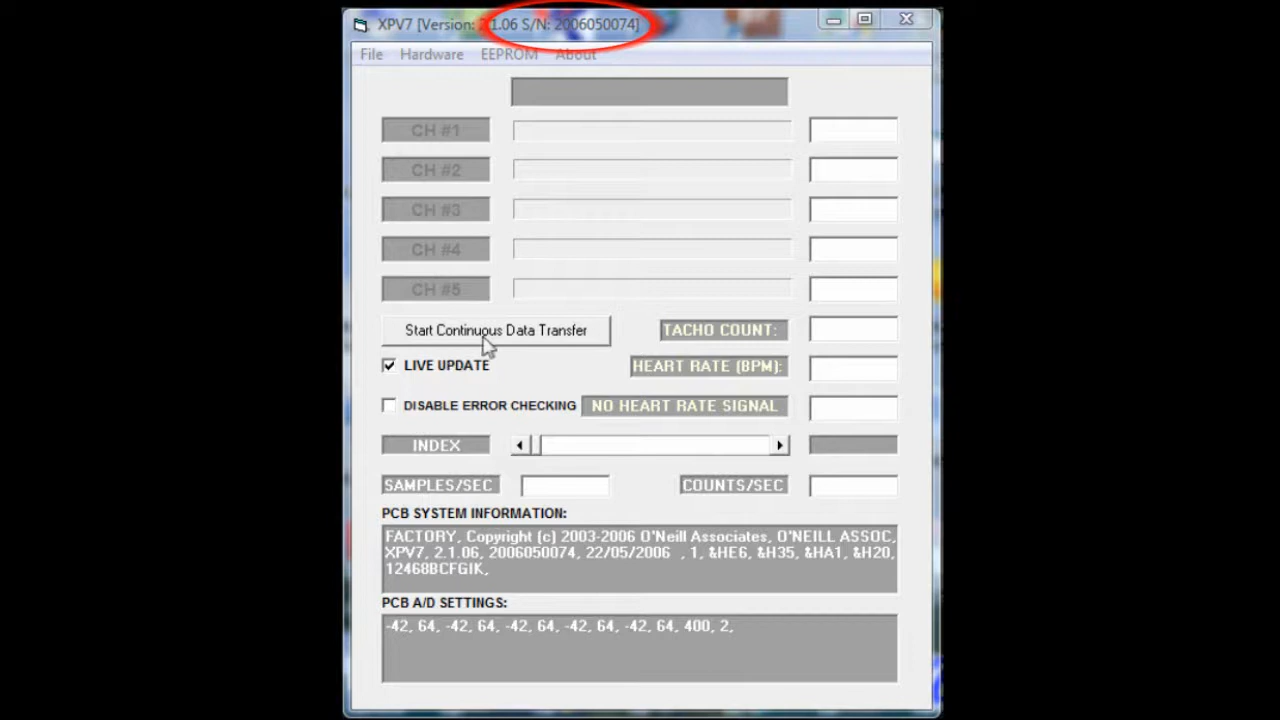 XPV7 [Version: 2.1.06 S/N: 2006050074]
File Hardware EEPROM About
CH #1
CH #2
CH #3
CH #4
CH #5
Start Continuous Data Transfer
TACHO COUNT:
LIVE UPDATE
HEART RATE (BPM):
DISABLE ERROR CHECKING
NO HEART RATE SIGNAL
INDEX
SAMPLES/SEC
COUNTS/SEC
PCB SYSTEM INFORMATION:
FACTORY, Copyright (c) 2003-2006 O'Neill Associates, O'NEILL ASSOC,
XPV7, 2.1.06, 2006050074, 22/05/2006 , 1, &HE6, &H35, &HA1, &H20,
12468BCFGIK,
PCB A/D SETTINGS:
-42, 64, -42, 64, -42, 64, -42, 64, -42, 64, 400, 2,